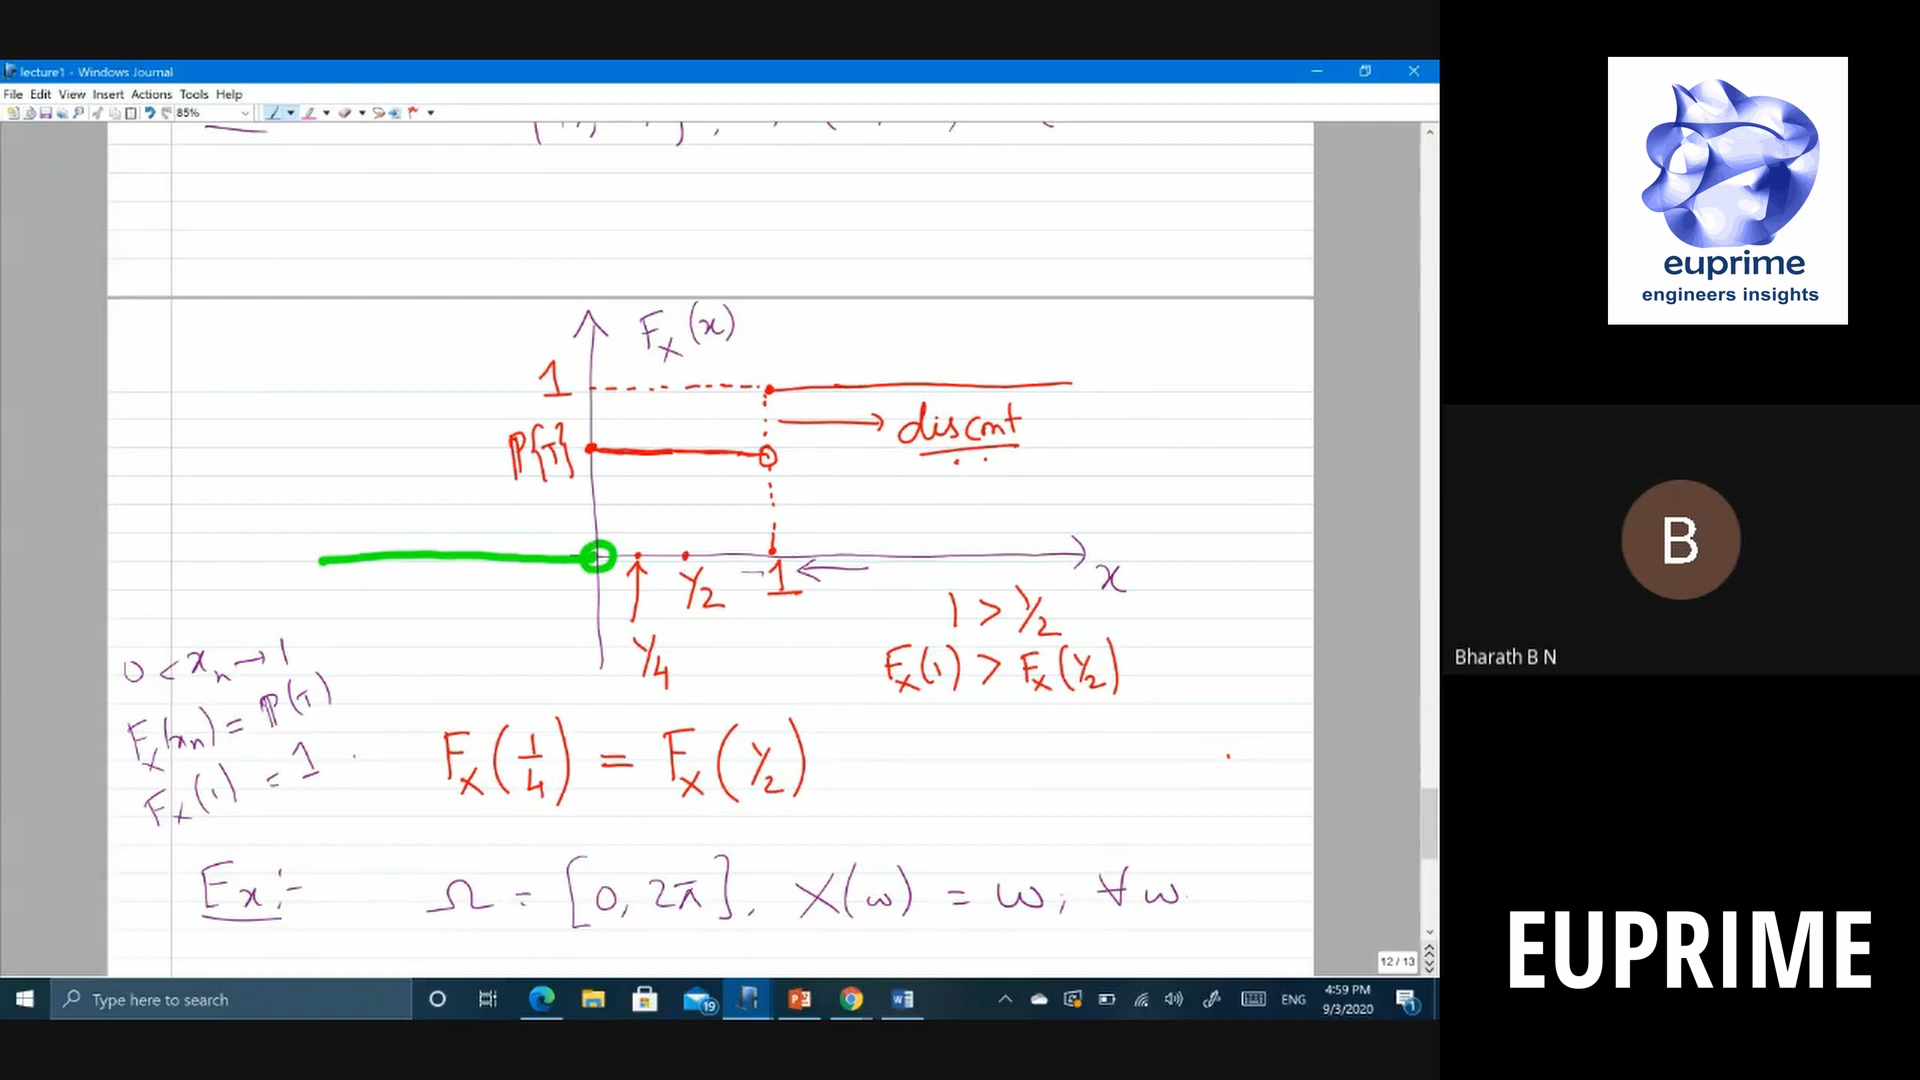 lecture1 - Windows Journal
File Edit View Insert Actions Tools Help
85%
F_X(x)
1
P{T}
discont
1/2
1
x
1/4
1 > 1/2
F_X(1) > F_X(1/2)
0 < x_n → 1
F_X(x_n) = P(T)
F_X(1) = 1
F_X(1/4) = F_X(1/2)
Ex:- Ω = [0, 2π], X(ω) = ω; ∀ω.
12 / 13
Type here to search
19
ENG
4:59 PM
9/3/2020
1
euprime
engineers insights
B
Bharath B N
EUPRIME